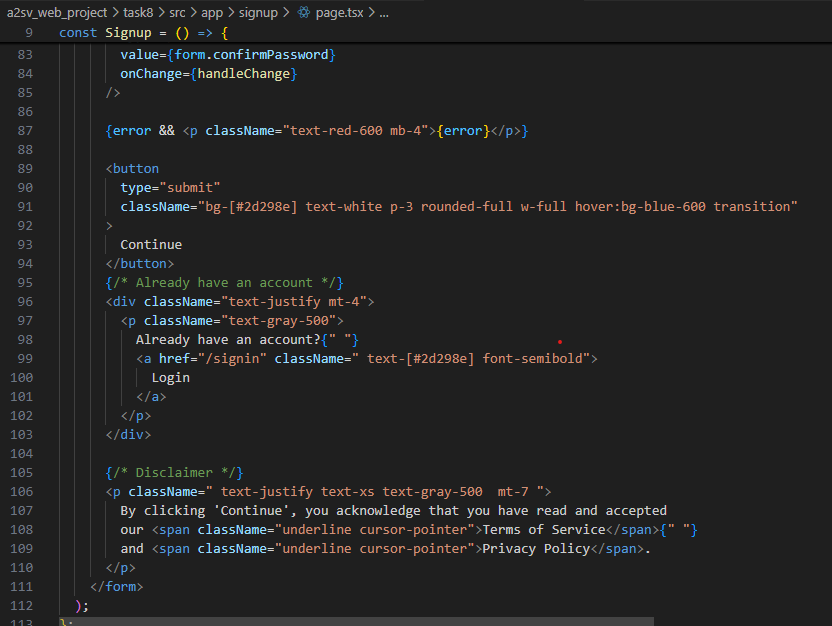 a2sv_web_project > task8 > src > app > signup > page.tsx > ...
9 const Signup = () => {
83 value={form.confirmPassword}
84 onChange={handleChange}
85 />
86
87 {error && <p className="text-red-600 mb-4">{error}</p>}
88
89 <button
90 type="submit"
91 className="bg-[#2d298e] text-white p-3 rounded-full w-full hover:bg-blue-600 transition"
92 >
93 Continue
94 </button>
95 {/* Already have an account */}
96 <div className="text-justify mt-4">
97 <p className="text-gray-500">
98 Already have an account?{" "}
99 <a href="/signin" className=" text-[#2d298e] font-semibold">
100 Login
101 </a>
102 </p>
103 </div>
104
105 {/* Disclaimer */}
106 <p className=" text-justify text-xs text-gray-500  mt-7 ">
107 By clicking 'Continue', you acknowledge that you have read and accepted
108 our <span className="underline cursor-pointer">Terms of Service</span>{" "}
109 and <span className="underline cursor-pointer">Privacy Policy</span>.
110 </p>
111 </form>
112 );
113 };